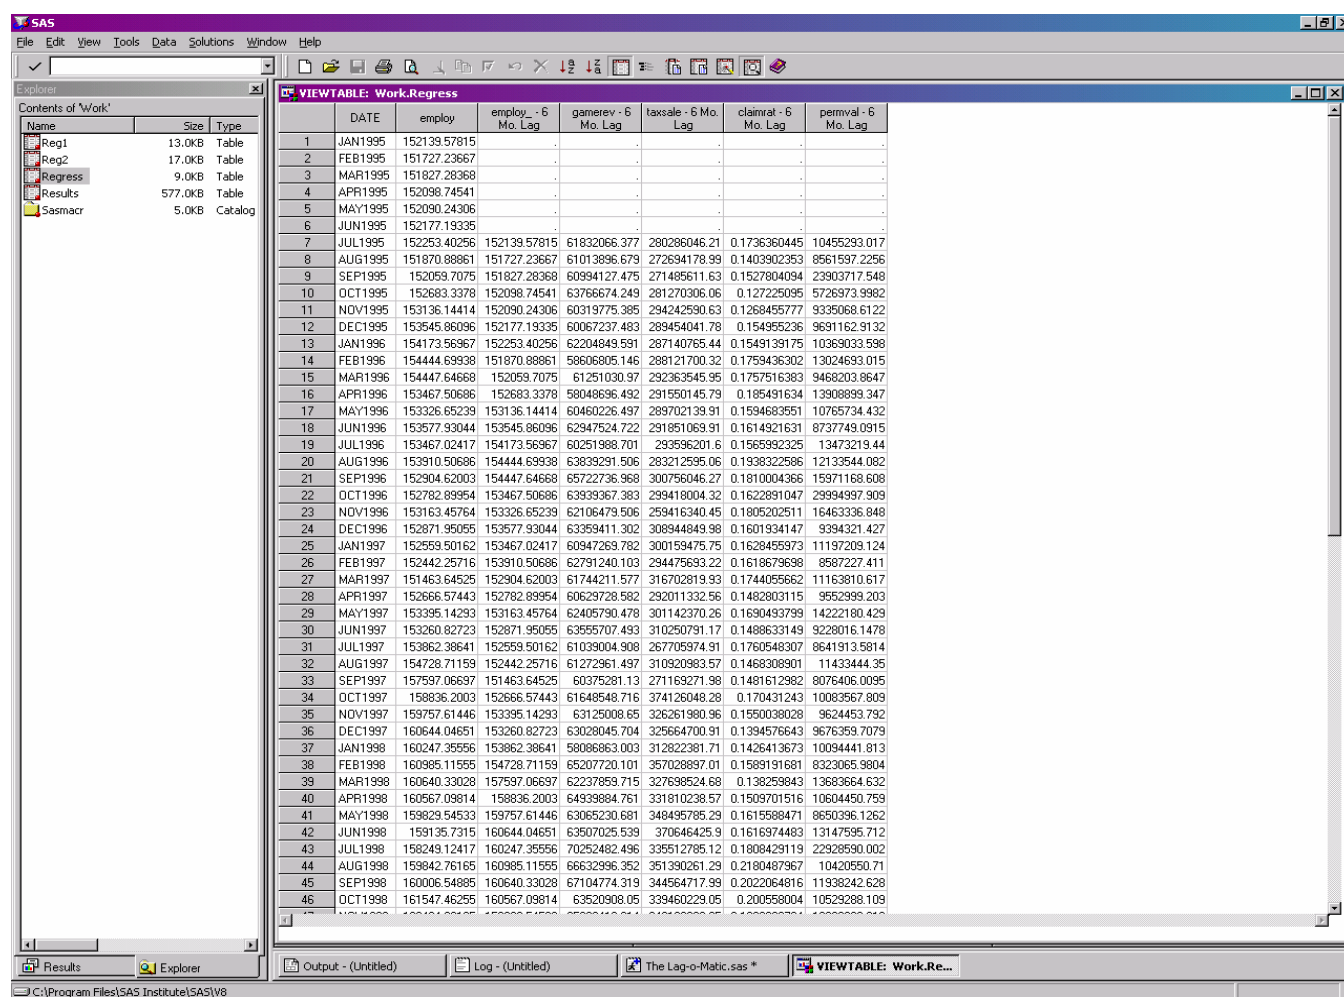 SAS
File Edit View Tools Data Solutions Window Help
Explorer
Contents of 'Work'
Name Size Type
Reg1 13.0KB Table
Reg2 17.0KB Table
Regress 9.0KB Table
Results 577.0KB Table
Sasmacr 5.0KB Catalog
VIEWTABLE: Work.Regress
DATE employ employ_ - 6 Mo. Lag gamerev - 6 Mo. Lag taxsale - 6 Mo. Lag claimrat - 6 Mo. Lag permval - 6 Mo. Lag
1 JAN1995 152139.57815 . . . . .
2 FEB1995 151727.23667 . . . . .
3 MAR1995 151827.28368 . . . . .
4 APR1995 152098.74541 . . . . .
5 MAY1995 152090.24306 . . . . .
6 JUN1995 152177.19335 . . . . .
7 JUL1995 152253.40256 152139.57815 61832066.377 280286046.21 0.1736360445 10455293.017
8 AUG1995 151870.88861 151727.23667 61013896.679 272694178.99 0.1403902353 8561597.2256
9 SEP1995 152059.7075 151827.28368 60994127.475 271485611.63 0.1527804094 23903717.548
10 OCT1995 152683.3378 152098.74541 63766674.249 281270306.06 0.127225095 5726973.9982
11 NOV1995 153136.14414 152090.24306 60319775.385 294242590.63 0.1268455777 9335068.6122
12 DEC1995 153545.86096 152177.19335 60067237.483 289454041.78 0.154955236 9691162.9132
13 JAN1996 154173.56967 152253.40256 62204849.591 287140765.44 0.1549139175 10369033.598
14 FEB1996 154444.69938 151870.88861 58606805.146 288121700.32 0.1759436302 13024693.015
15 MAR1996 154447.64668 152059.7075 61251030.97 292363545.95 0.1757516383 9468203.8647
16 APR1996 153467.50686 152683.3378 58048696.492 291550145.79 0.185491634 13908899.347
17 MAY1996 153326.65239 153136.14414 60460226.497 289702139.91 0.1594683551 10765734.432
18 JUN1996 153577.93044 153545.86096 62947524.722 291851069.91 0.1614921631 8737749.0915
19 JUL1996 153467.02417 154173.56967 60251988.701 293596201.6 0.1565992325 13473219.44
20 AUG1996 153910.50686 154444.69938 63839291.506 283212595.06 0.1938322586 12133544.082
21 SEP1996 152904.62003 154447.64668 65722736.968 300756046.27 0.1810004366 15971168.608
22 OCT1996 152782.89954 153467.50686 63939367.383 299418004.32 0.1622891047 29994997.909
23 NOV1996 153163.45764 153326.65239 62106479.506 259416340.45 0.1805202511 16463336.848
24 DEC1996 152871.95055 153577.93044 63359411.302 308944849.98 0.1601934147 9394321.427
25 JAN1997 152559.50162 153467.02417 60947269.782 300159475.75 0.1628455973 11197209.124
26 FEB1997 152442.25716 153910.50686 62791240.103 294475693.22 0.1618679698 8587227.411
27 MAR1997 151463.64525 152904.62003 61744211.577 316702819.93 0.1744055662 11163810.617
28 APR1997 152666.57443 152782.89954 60629728.582 292011332.56 0.1482803115 9552999.203
29 MAY1997 153395.14293 153163.45764 62405790.478 301142370.26 0.1690493799 14222180.429
30 JUN1997 153260.82723 152871.95055 63555707.493 310250791.17 0.1488633149 9228016.1478
31 JUL1997 153862.38641 152559.50162 61039004.908 267705974.91 0.1760548307 8641913.5814
32 AUG1997 154728.71159 152442.25716 61272961.497 310920983.57 0.1468308901 11433444.35
33 SEP1997 157597.06697 151463.64525 60375281.13 271169271.98 0.1481612982 8076406.0095
34 OCT1997 158836.2003 152666.57443 61648548.716 374126048.28 0.170431243 10083567.809
35 NOV1997 159757.61446 153395.14293 63125008.65 326261980.96 0.1550038028 9624453.792
36 DEC1997 160644.04651 153260.82723 63028045.704 325664700.91 0.1394576643 9676359.7079
37 JAN1998 160247.35556 153862.38641 58086863.003 312822381.71 0.1426413673 10094441.813
38 FEB1998 160985.11555 154728.71159 65207720.101 357028897.01 0.1589191681 8323065.9804
39 MAR1998 160640.33028 157597.06697 62237859.715 327698524.68 0.138259843 13683664.632
40 APR1998 160567.09814 158836.2003 64939884.761 331810238.57 0.1509701516 10604450.759
41 MAY1998 159829.54533 159757.61446 63065230.681 348495785.29 0.1615588471 8650396.1262
42 JUN1998 159135.7315 160644.04651 63507025.539 370646425.9 0.1616974483 13147595.712
43 JUL1998 158249.12417 160247.35556 70252482.496 335512785.12 0.1808429119 22928590.002
44 AUG1998 159842.76165 160985.11555 66632996.352 351390261.29 0.2180487967 10420550.71
45 SEP1998 160006.54885 160640.33028 67104774.319 344564717.99 0.2022064816 11938242.628
46 OCT1998 161547.46255 160567.09814 63520908.05 339460229.05 0.200558004 10529288.109
Results Explorer
Output - (Untitled) Log - (Untitled) The Lag-o-Matic.sas * VIEWTABLE: Work.Re...
C:\Program Files\SAS Institute\SAS\V8